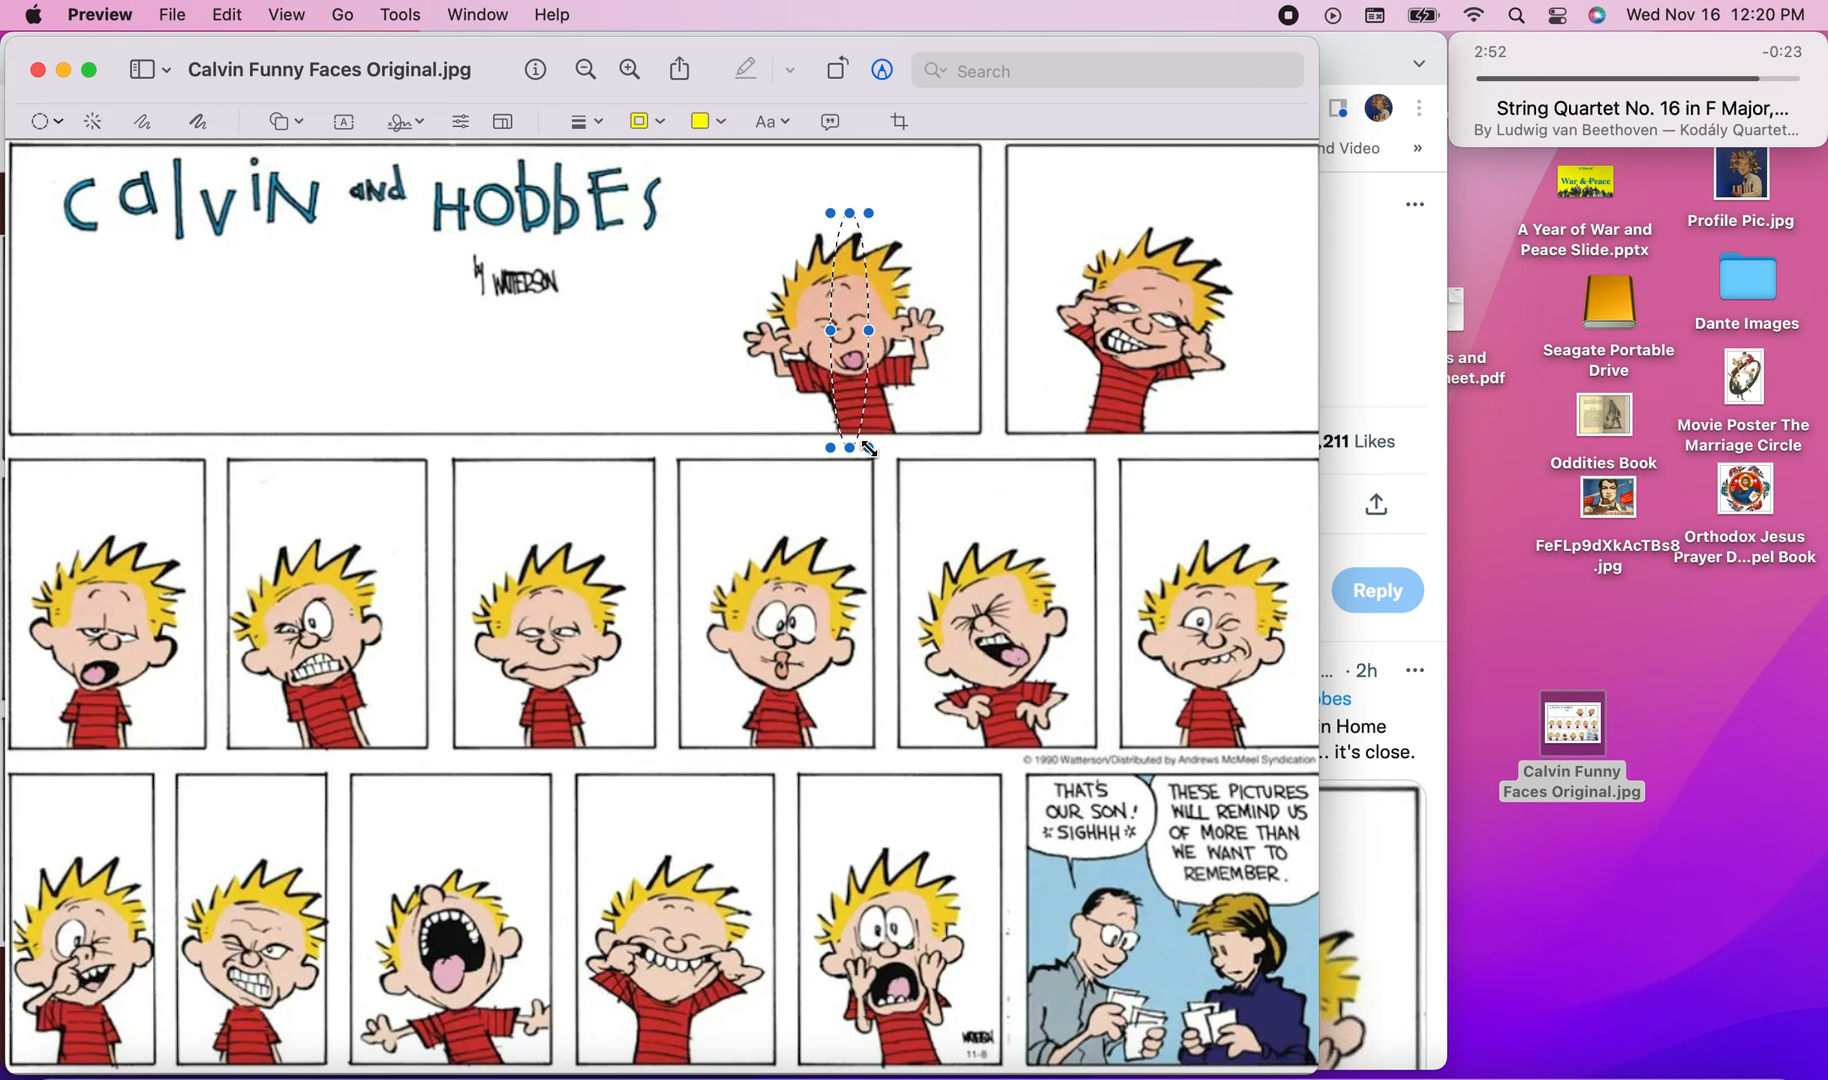 Preview File Edit View Go Tools Window Help
Wed Nov 16 12:20 PM
Calvin Funny Faces Original.jpg
Search
Aa
A
CalviN and HobbEs
by WATTERSON
© 1990 Watterson/Distributed by Andrews McMeel Syndication
THAT'S
OUR SON!
*SIGHHH*
THESE PICTURES
WILL REMIND US
OF MORE THAN
WE WANT TO
REMEMBER.
11-8
nd Video »
,211 Likes
Reply
... · 2h
bes
n Home
.. it's close.
2:52
-0:23
String Quartet No. 16 in F Major,...
By Ludwig van Beethoven — Kodály Quartet...
War & Peace
A Year of War and
Peace Slide.pptx
Profile Pic.jpg
s and
heet.pdf
Seagate Portable
Drive
Dante Images
Oddities Book
Movie Poster The
Marriage Circle
FeFLp9dXkAcTBs8
.jpg
Orthodox Jesus
Prayer D...pel Book
Calvin Funny
Faces Original.jpg